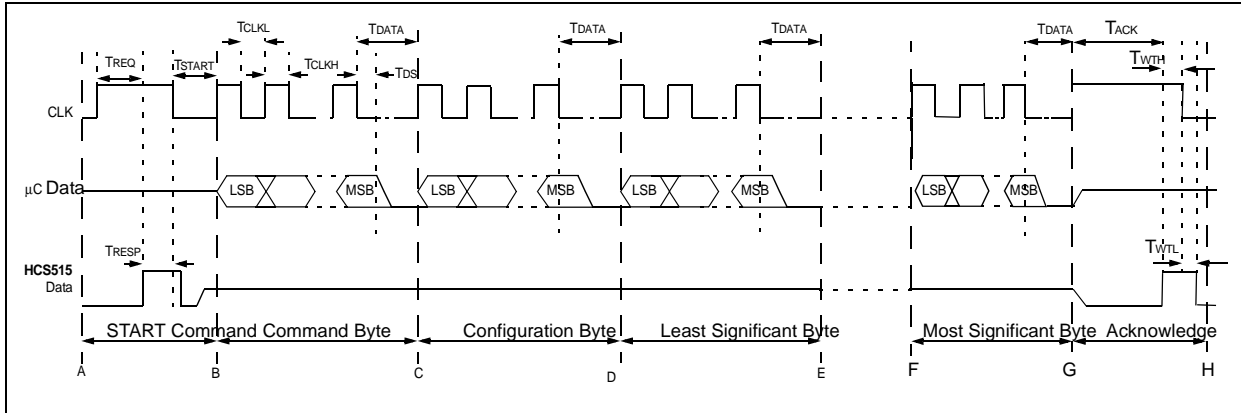 TCLKL TDATA TDATA TDATA TDATA TACK
TREQ TSTART TCLKH TDS TWTH
CLK
μC Data LSB MSB LSB MSB LSB MSB LSB MSB
TRESP TWTL
HCS515
Data
START Command Command Byte Configuration Byte Least Significant Byte Most Significant Byte Acknowledge
A B C D E F G H